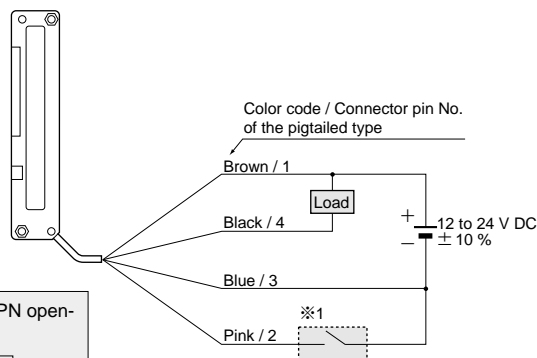 Color code / Connector pin No.
of the pigtailed type
Brown / 1
Load
Black / 4
+
12 to 24 V DC
−
± 10 %
Blue / 3
PN open-
※1
Pink / 2